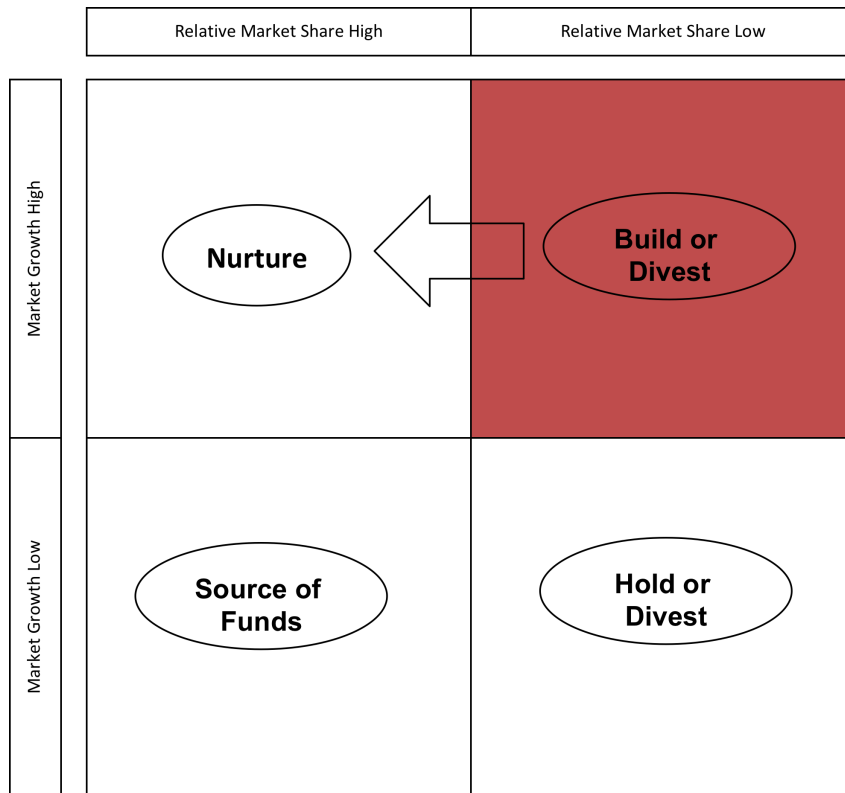 Relative Market Share High
Relative Market Share Low
Market Growth High
Nurture
Build or
Divest
Market Growth Low
Source of
Funds
Hold or
Divest